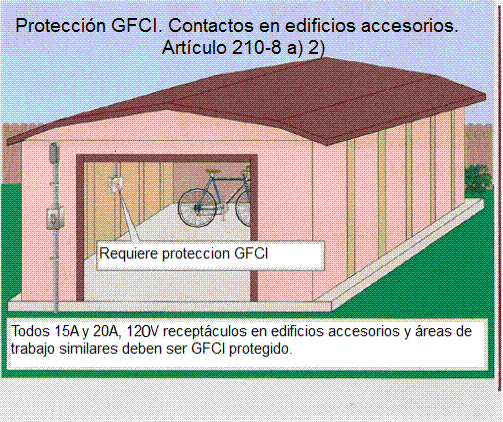 Protección GFCI. Contactos en edificios accesorios.
Artículo 210-8 a) 2)
Requiere proteccion GFCI
Todos 15A y 20A, 120V receptáculos en edificios accesorios y áreas de
trabajo similares deben ser GFCI protegido.